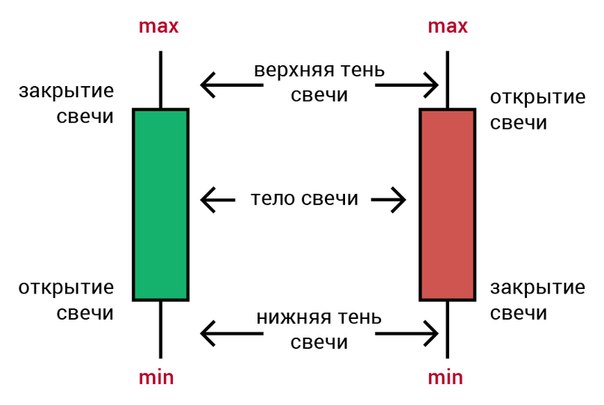 max
max
верхняя тень
свечи
закрытие
свечи
открытие
свечи
тело свечи
открытие
свечи
закрытие
свечи
нижняя тень
свечи
min
min